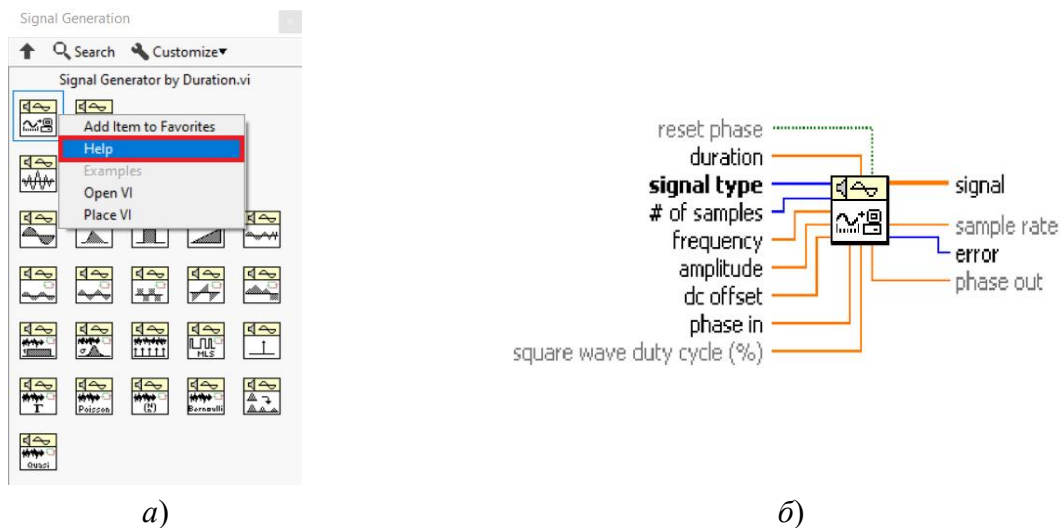 Signal Generation
Search Customize▼
Signal Generator by Duration.vi
Add Item to Favorites
Help
Examples
Open VI
Place VI
MLS
Poisson
Bernoulli
Quasi
reset phase
duration
signal type
# of samples
frequency
amplitude
dc offset
phase in
square wave duty cycle (%)
signal
sample rate
error
phase out
а)
б)